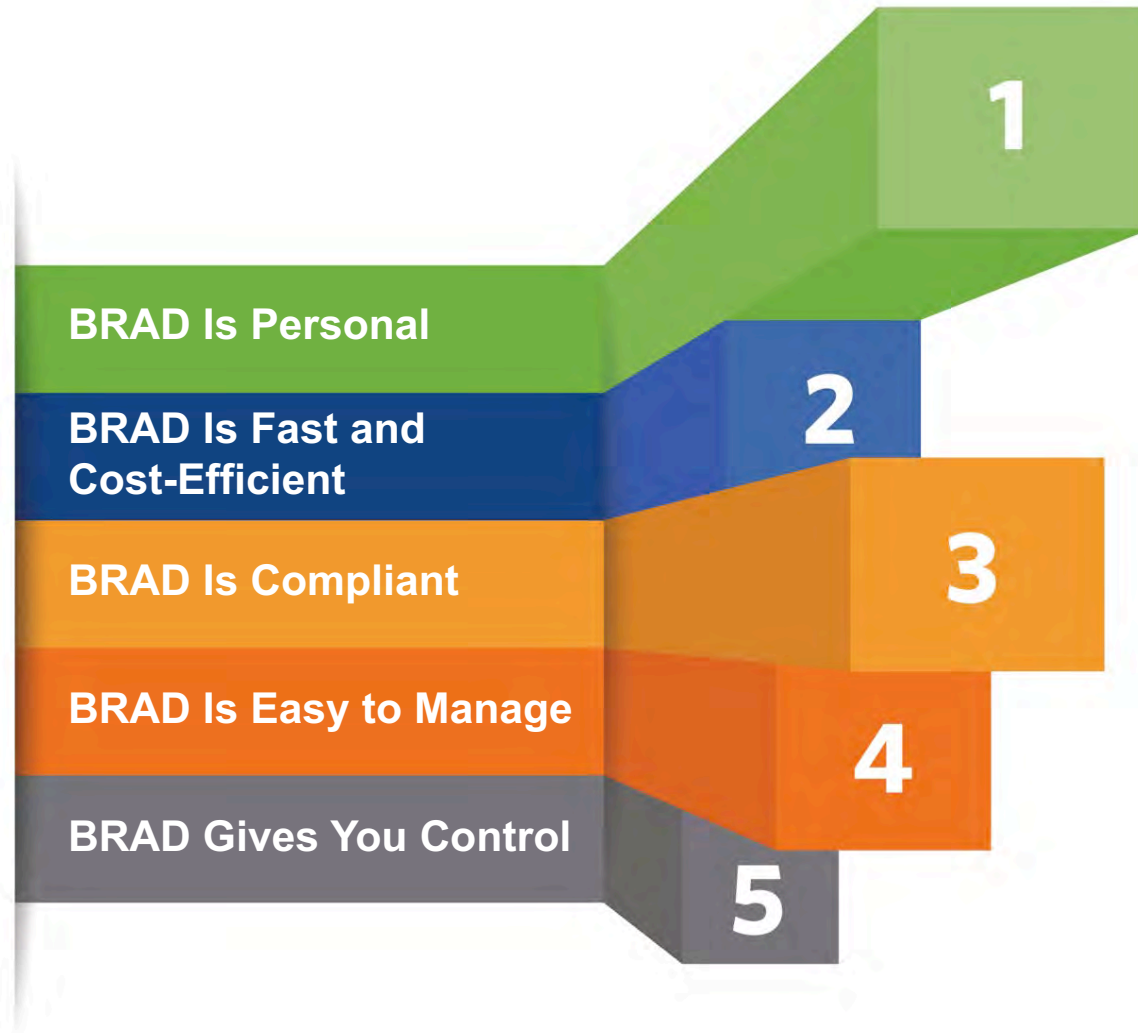 1
BRAD Is Personal
2
BRAD Is Fast and
Cost-Efficient
3
BRAD Is Compliant
4
BRAD Is Easy to Manage
5
BRAD Gives You Control